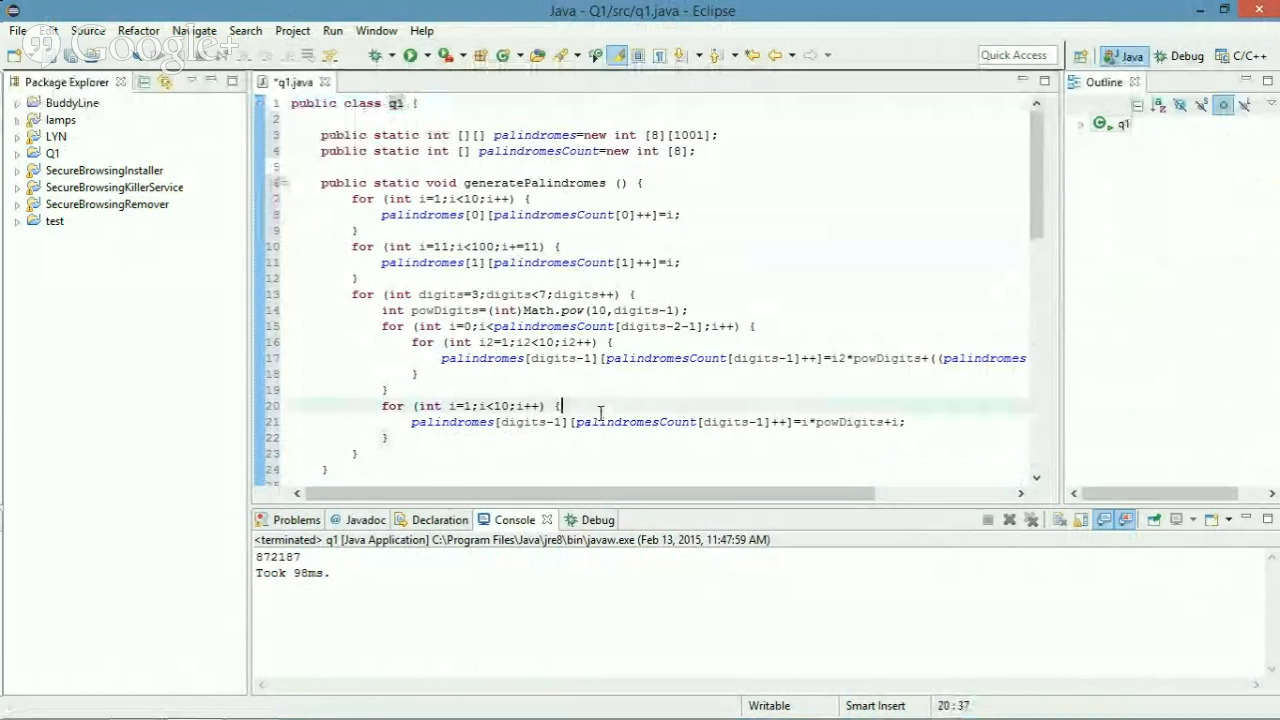 Java - Q1/src/q1.java - Eclipse
File Edit Source Refactor Navigate Search Project Run Window Help
Google+
Quick Access
Java Debug C/C++
Package Explorer
BuddyLine
lamps
LYN
Q1
SecureBrowsingInstaller
SecureBrowsingKillerService
SecureBrowsingRemover
test
*q1.java
1 public class q1 {
2
3 public static int [][] palindromes=new int [8][1001];
4 public static int [] palindromesCount=new int [8];
5
6 public static void generatePalindromes () {
7 for (int i=1;i<10;i++) {
8 palindromes[0][palindromesCount[0]++]=i;
9 }
10 for (int i=11;i<100;i+=11) {
11 palindromes[1][palindromesCount[1]++]=i;
12 }
13 for (int digits=3;digits<7;digits++) {
14 int powDigits=(int)Math.pow(10,digits-1);
15 for (int i=0;i<palindromesCount[digits-2-1];i++) {
16 for (int i2=1;i2<10;i2++) {
17 palindromes[digits-1][palindromesCount[digits-1]++]=i2*powDigits+((palindromes
18 }
19 }
20 for (int i=1;i<10;i++) {
21 palindromes[digits-1][palindromesCount[digits-1]++]=i*powDigits+i;
22 }
23 }
24 }
Outline
q1
Problems Javadoc Declaration Console Debug
<terminated> q1 [Java Application] C:\Program Files\Java\jre8\bin\javaw.exe (Feb 13, 2015, 11:47:59 AM)
872187
Took 98ms.
Writable Smart Insert 20:37